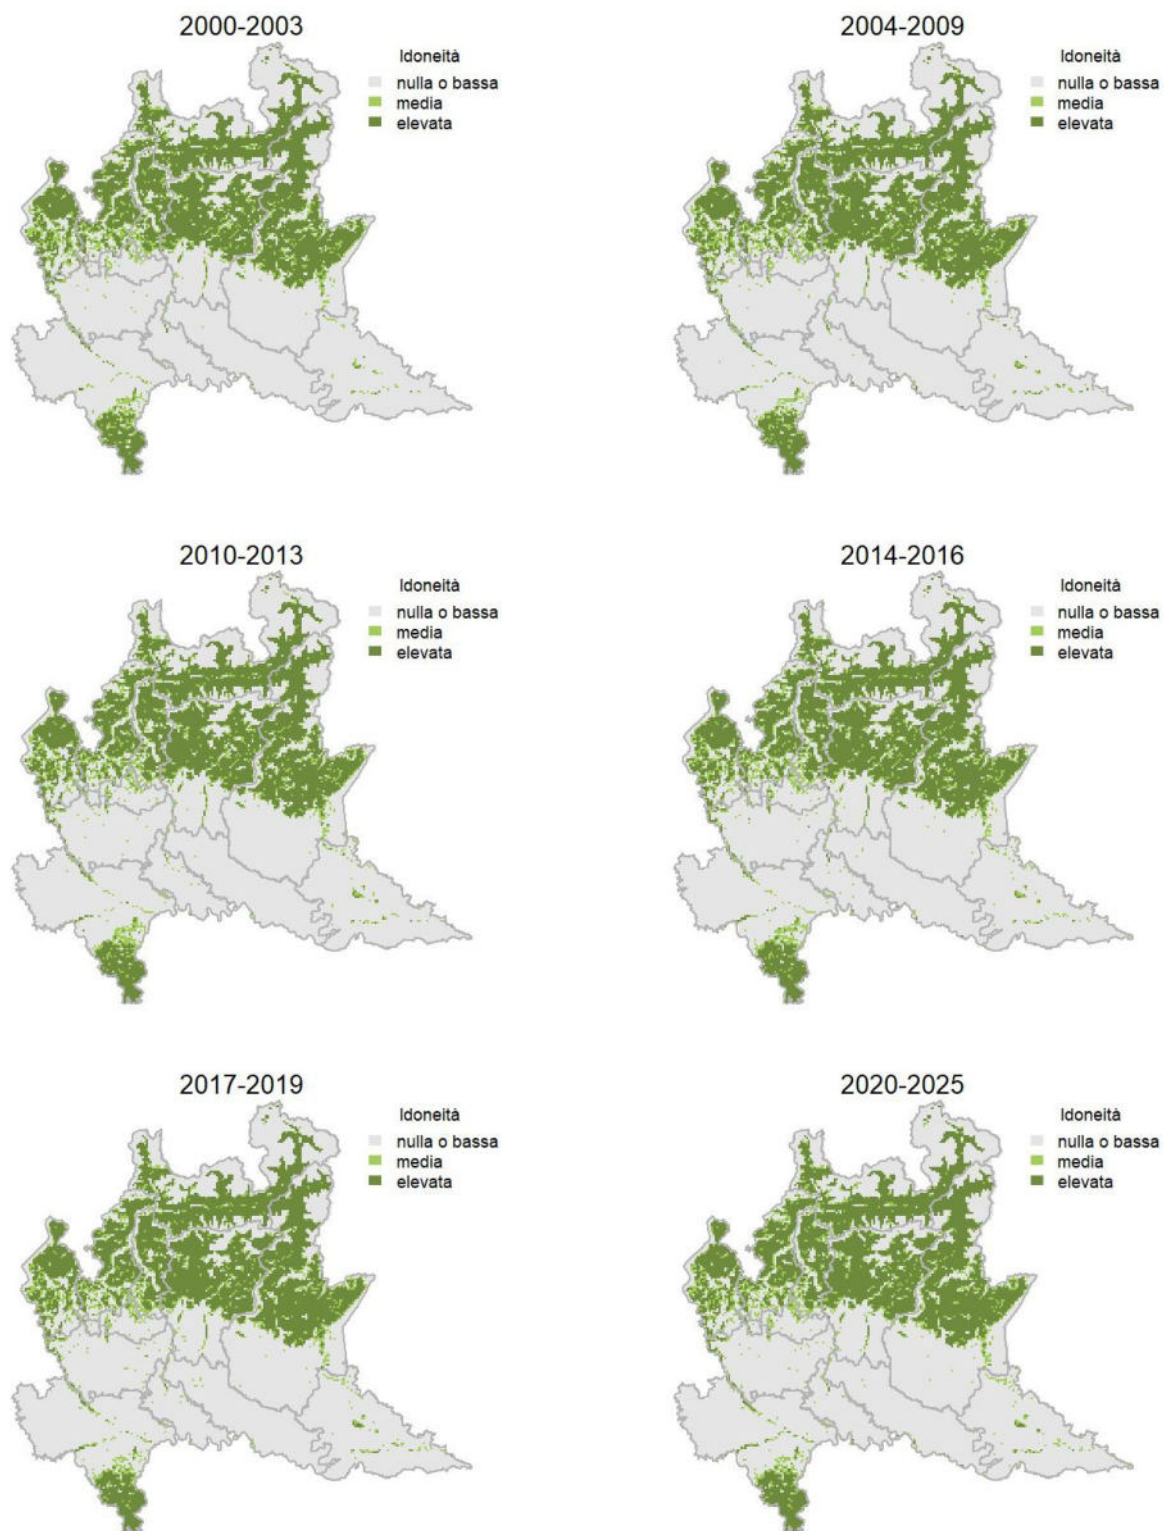 2000-2003
Idoneità
nulla o bassa
media
elevata
2004-2009
Idoneità
nulla o bassa
media
elevata
2010-2013
Idoneità
nulla o bassa
media
elevata
2014-2016
Idoneità
nulla o bassa
media
elevata
2017-2019
Idoneità
nulla o bassa
media
elevata
2020-2025
Idoneità
nulla o bassa
media
elevata